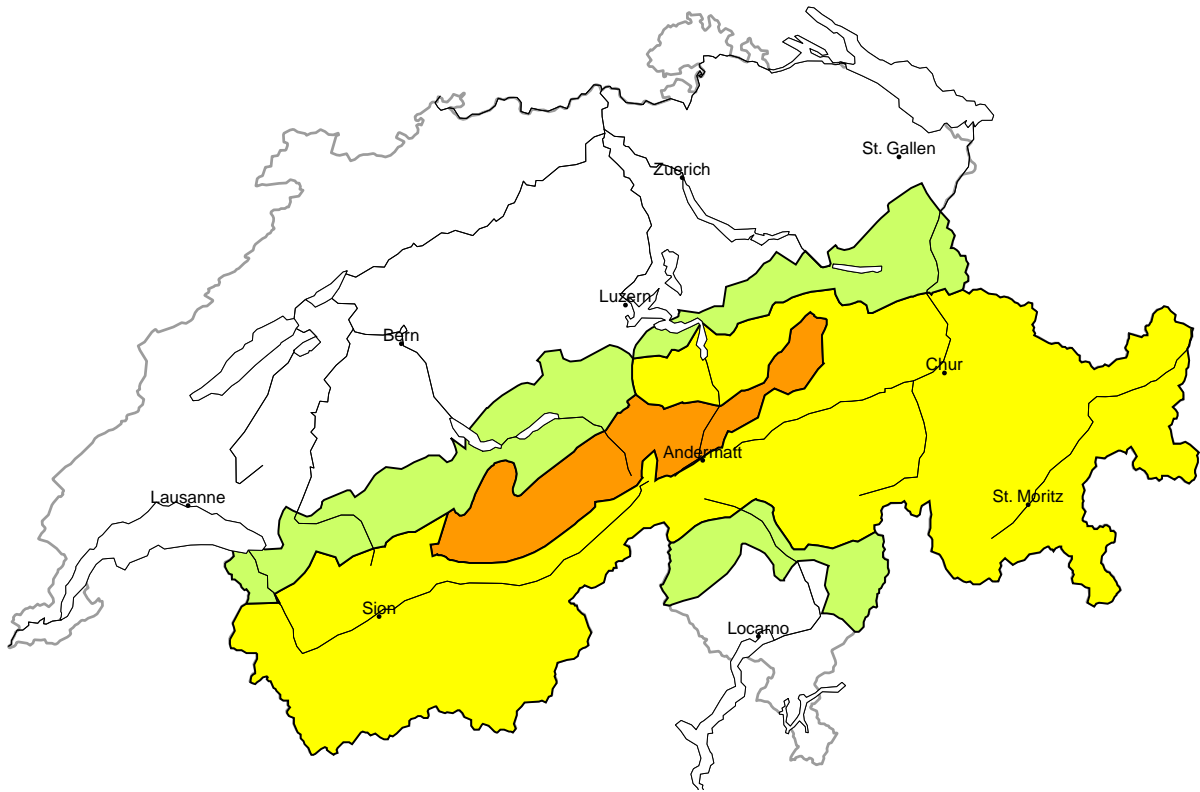 St. Gallen
Zuerich
Luzern
Bern
Chur
Andermatt
Lausanne
St. Moritz
Sion
Locarno